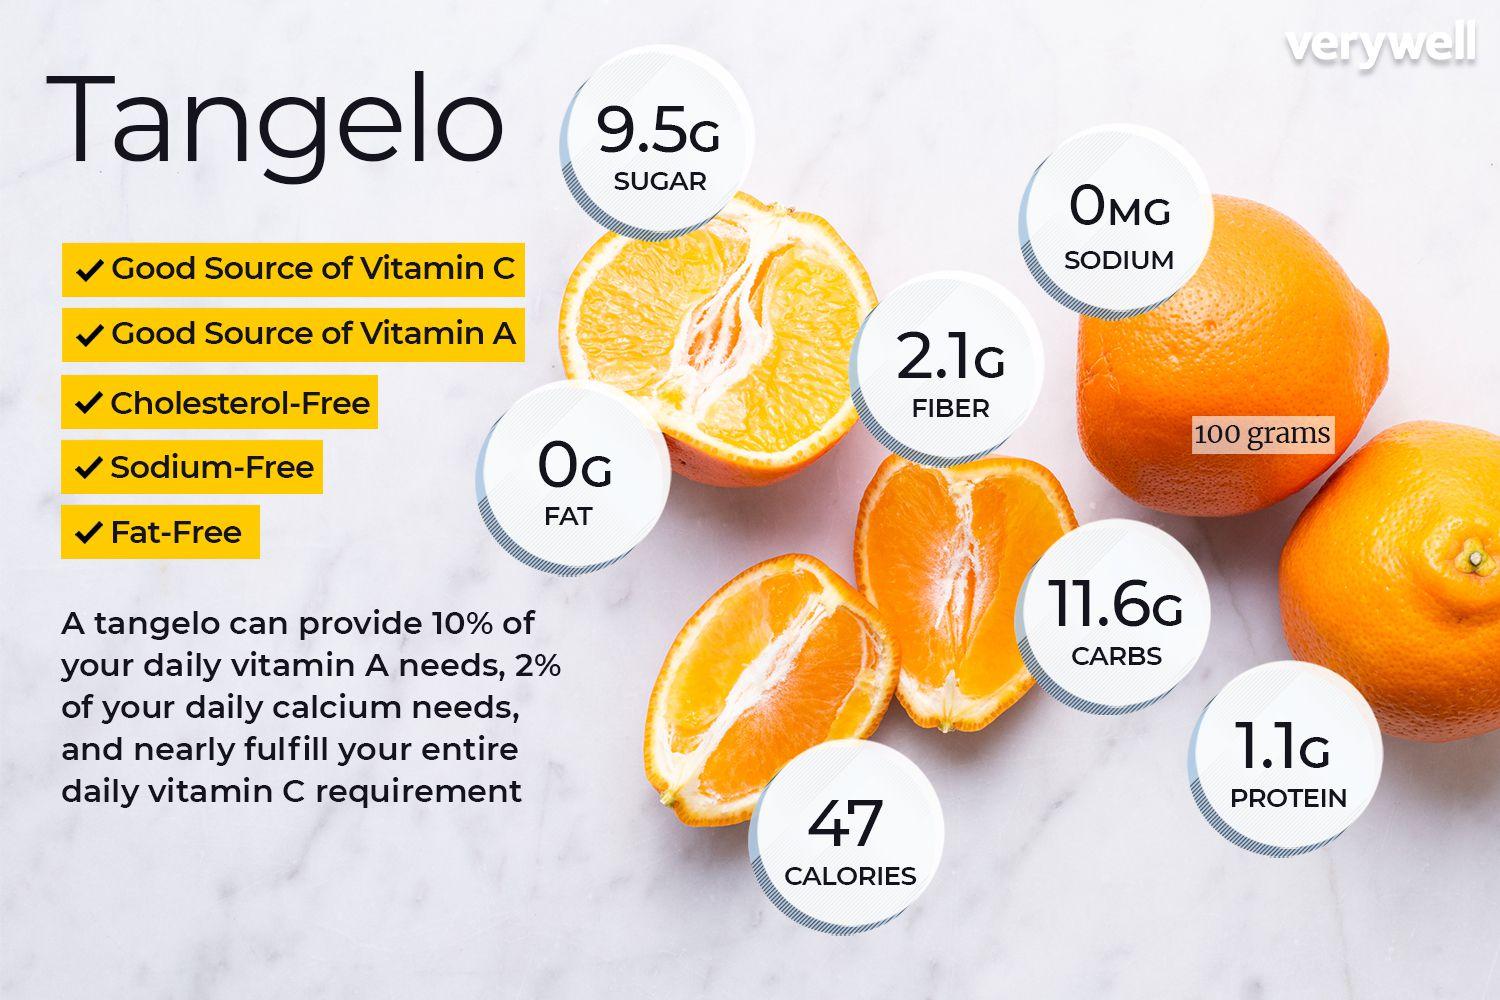 verywell
Tangelo
Good Source of Vitamin C
Good Source of Vitamin A
Cholesterol-Free
Sodium-Free
Fat-Free
A tangelo can provide 10% of
your daily vitamin A needs, 2%
of your daily calcium needs,
and nearly fulfill your entire
daily vitamin C requirement
9.5G
SUGAR
0MG
SODIUM
2.1G
FIBER
100 grams
0G
FAT
11.6G
CARBS
1.1G
PROTEIN
47
CALORIES